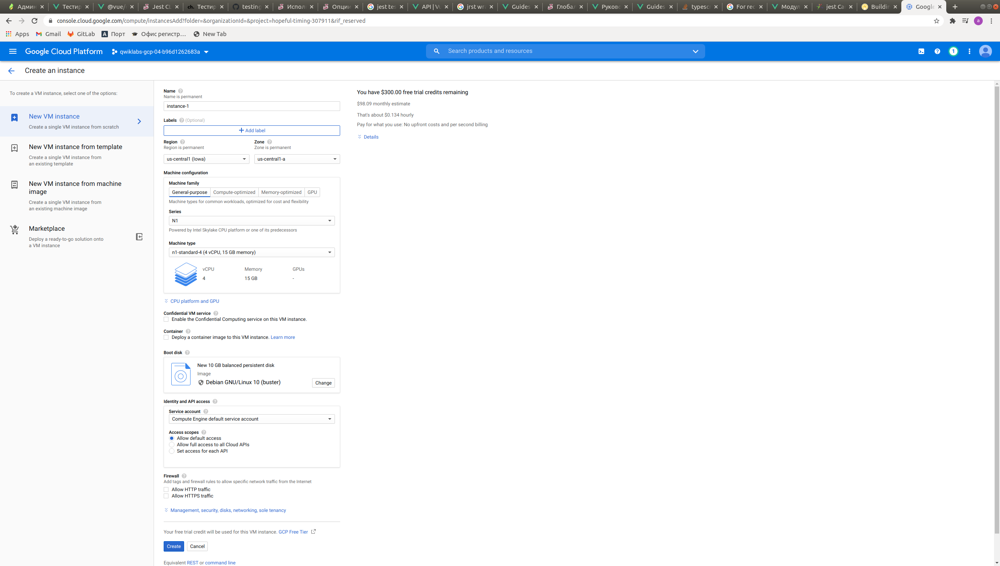 Админ
Тестир
@vue/
Jest CL
ch. Тестир
testing
Испол
Опции
jest tes
API | Vu
jrst wra
Guides
Глобал
Руково
Guides
typesc
For rec
Модул
jest Ca
Buildin
Google
console.cloud.google.com/compute/instancesAdd?folder=&organizationId=&project=hopeful-timing-307911&rif_reserved
a
Apps
Gmail
GitLab
A Порт
Офис регистр…
New Tab
Google Cloud Platform
qwiklabs-gcp-04-b96d1262683a
Search products and resources
1
Create an instance
To create a VM instance, select one of the options:
New VM instance
Create a single VM instance from scratch
New VM instance from template
Create a single VM instance from
an existing template
New VM instance from machine
image
Create a single VM instance from
an existing machine image
Marketplace
Deploy a ready-to-go solution onto
a VM instance
Name
Name is permanent
instance-1
Labels (Optional)
Add label
Region
Region is permanent
us-central1 (Iowa)
Zone
Zone is permanent
us-central1-a
Machine configuration
Machine family
General-purpose Compute-optimized Memory-optimized GPU
Machine types for common workloads, optimized for cost and flexibility
Series
N1
Powered by Intel Skylake CPU platform or one of its predecessors
Machine type
n1-standard-4 (4 vCPU, 15 GB memory)
vCPU Memory GPUs
4 15 GB -
CPU platform and GPU
Confidential VM service
Enable the Confidential Computing service on this VM instance.
Container
Deploy a container image to this VM instance. Learn more
Boot disk
New 10 GB balanced persistent disk
Image
Debian GNU/Linux 10 (buster)
Change
Identity and API access
Service account
Compute Engine default service account
Access scopes
Allow default access
Allow full access to all Cloud APIs
Set access for each API
Firewall
Add tags and firewall rules to allow specific network traffic from the Internet
Allow HTTP traffic
Allow HTTPS traffic
Management, security, disks, networking, sole tenancy
Your free trial credit will be used for this VM instance. GCP Free Tier
Create Cancel
Equivalent REST or command line
You have $300.00 free trial credits remaining
$98.09 monthly estimate
That's about $0.134 hourly
Pay for what you use: No upfront costs and per second billing
Details